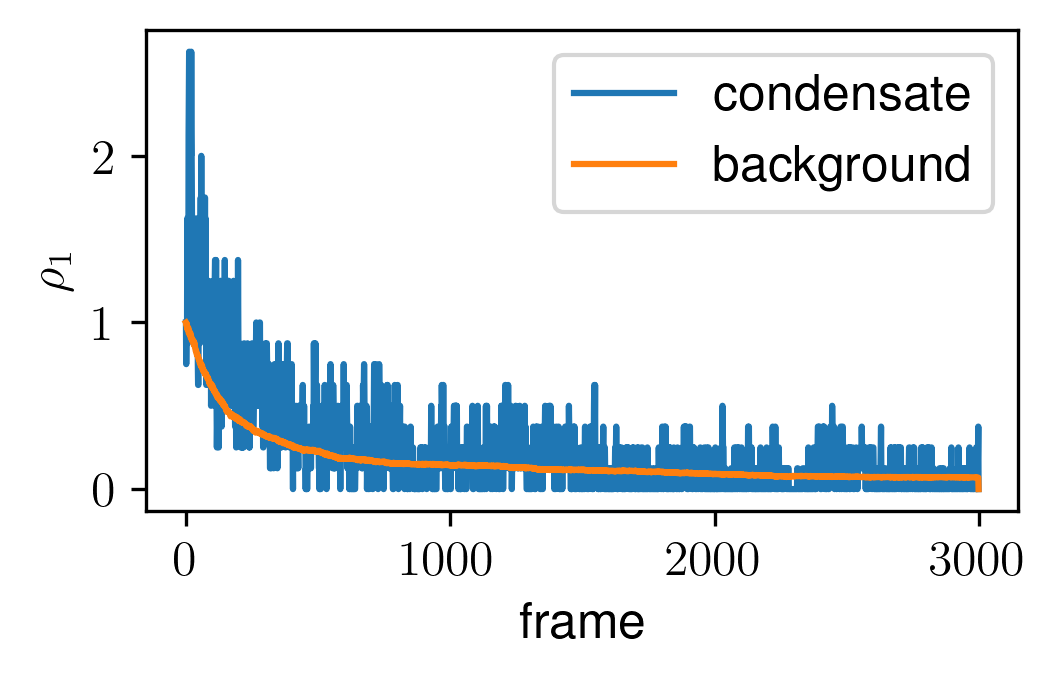 condensate
background
2
1
0
ρ₁
0 1000 2000 3000
frame